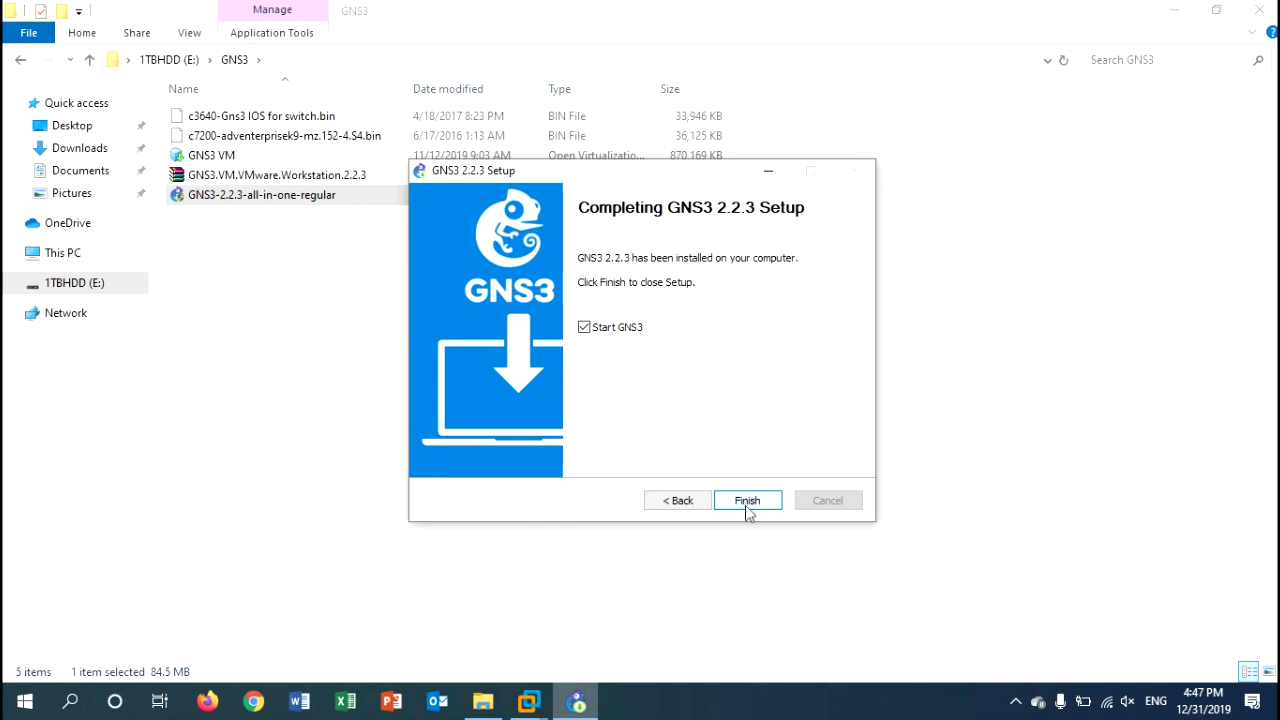 Manage
GNS3
File
Home
Share
View
Application Tools
1TBHDD (E:)
GNS3
Search GNS3
Name
Date modified
Type
Size
Quick access
Desktop
Downloads
Documents
Pictures
OneDrive
This PC
1TBHDD (E:)
Network
c3640-Gns3 IOS for switch.bin 4/18/2017 8:23 PM BIN File 33,946 KB
c7200-adventerprisek9-mz.152-4.S4.bin 6/17/2016 1:13 AM BIN File 36,125 KB
GNS3 VM 11/12/2019 9:03 AM Open Virtualizatio... 870,169 KB
GNS3.VM.VMware.Workstation.2.2.3
GNS3-2.2.3-all-in-one-regular
GNS3 2.2.3 Setup
GNS3
Completing GNS3 2.2.3 Setup
GNS3 2.2.3 has been installed on your computer.
Click Finish to close Setup.
Start GNS3
< Back
Finish
Cancel
5 items
1 item selected 84.5 MB
ENG
4:47 PM
12/31/2019